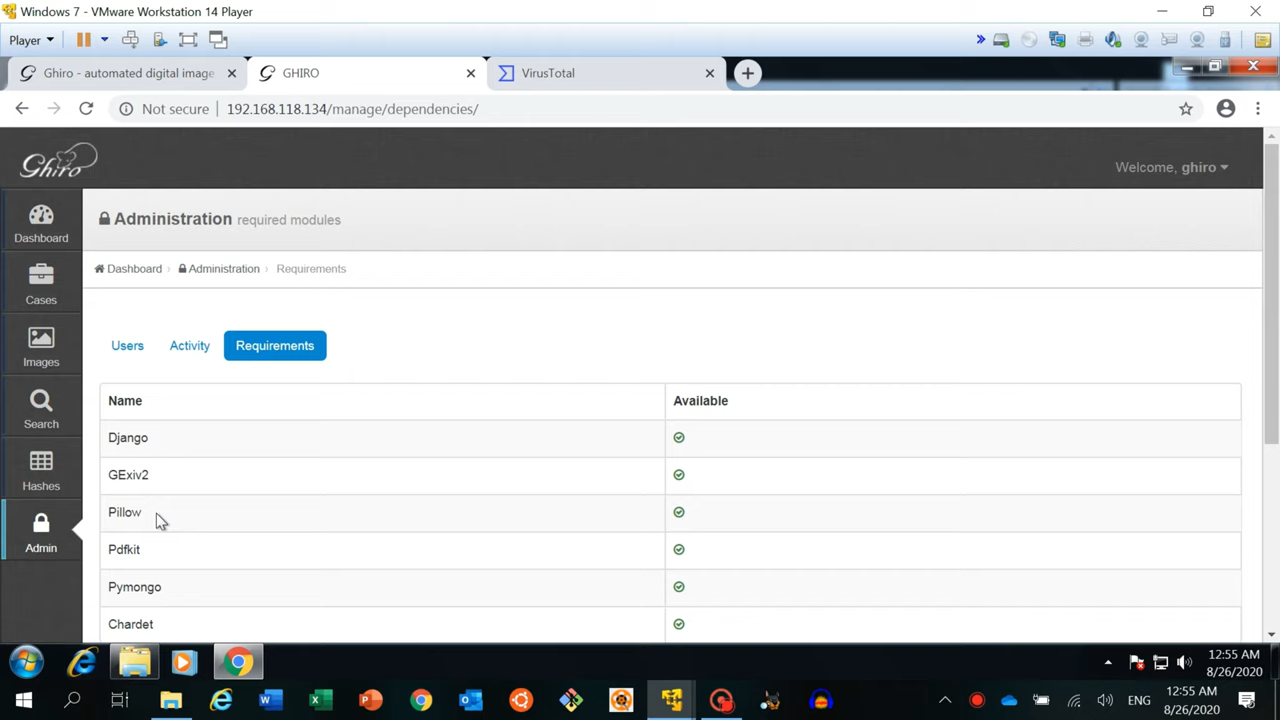 Windows 7 - VMware Workstation 14 Player
Player
Ghiro - automated digital image
GHIRO
VirusTotal
Not secure
192.168.118.134/manage/dependencies/
Ghiro
Welcome, ghiro
Dashboard
Cases
Images
Search
Hashes
Admin
Administration required modules
Dashboard
Administration
Requirements
Users
Activity
Requirements
Name
Available
Django
GExiv2
Pillow
Pdfkit
Pymongo
Chardet
12:55 AM
8/26/2020
ENG
12:55 AM
8/26/2020